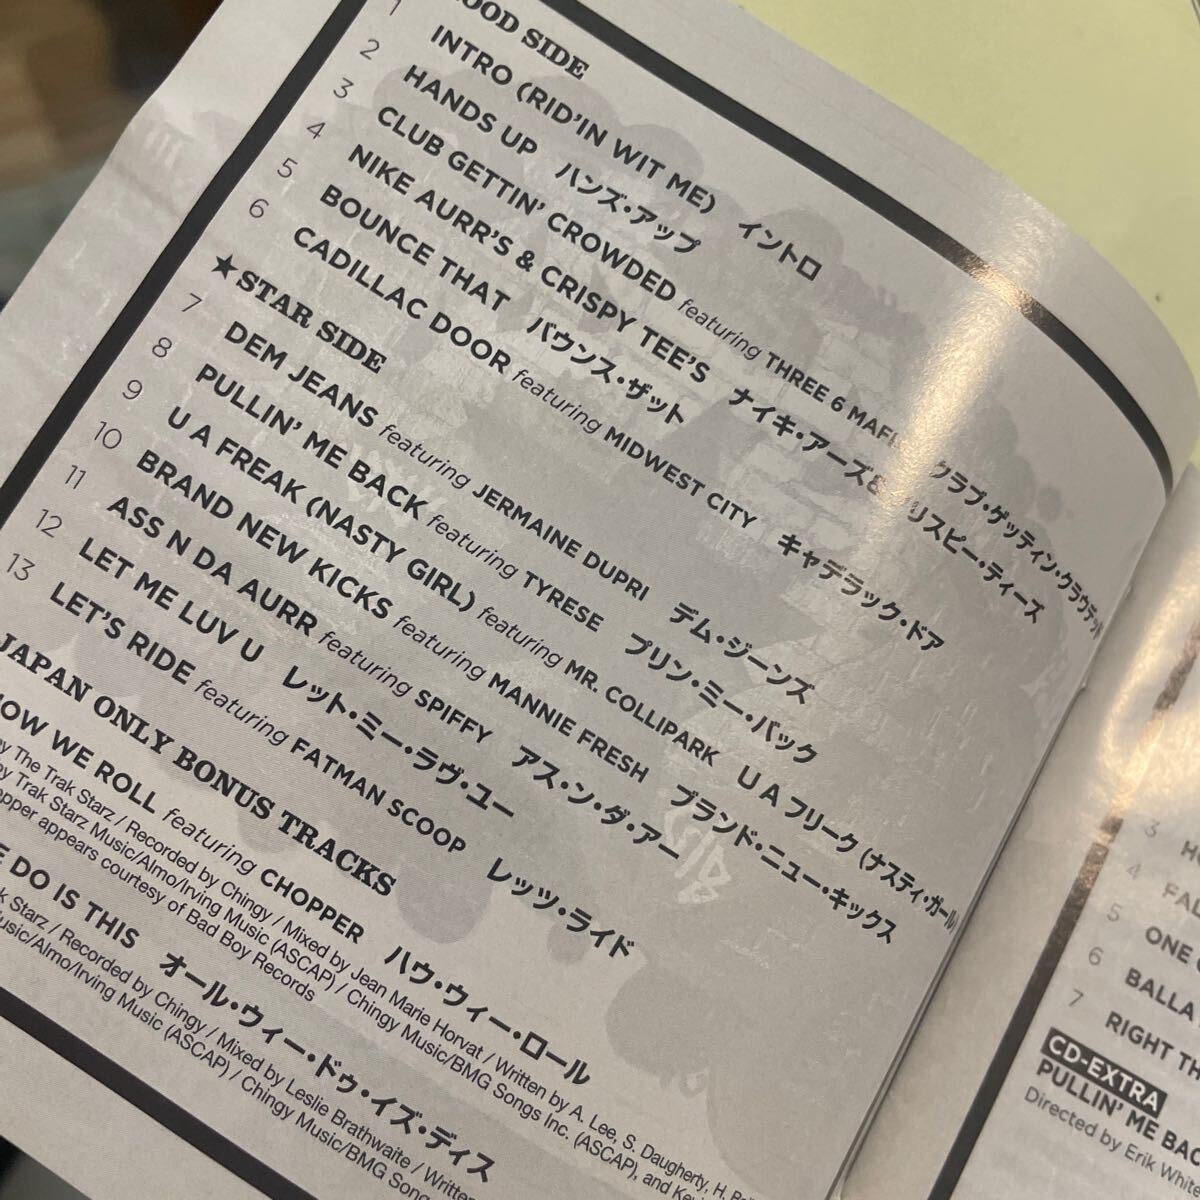 SIDE
1 INTRO (RID'IN WIT ME) イントロ
2 HANDS UP ハンズ・アップ
3 CLUB GETTIN' CROWDED featuring THREE 6 クラブ・ゲッティン・クラウデッド
4 NIKE AURR'S & CRISPY TEE'S ナイキ・アーズ& リスピー・ティーズ
5 BOUNCE THAT バウンス・ザット
6 CADILLAC DOOR featuring MIDWEST CITY キャデラック・ドア
★STAR SIDE
7 DEM JEANS featuring JERMAINE DUPRI デム・ジーンズ
8 PULLIN' ME BACK featuring TYRESE プリン・ミー・バック
9 U A FREAK (NASTY GIRL) featuring MR. COLLIPARK U A フリーク (ナスティ・ガール)
10 BRAND NEW KICKS featuring MANNIE FRESH ブランド・ニュー・キックス
11 ASS N DA AURR featuring SPIFFY アス・ン・ダ・アー
12 LET ME LUV U レット・ミー・ラヴ・ユー
13 LET'S RIDE featuring FATMAN SCOOP レッツ・ライド
JAPAN ONLY BONUS TRACKS
HOW WE ROLL featuring CHOPPER ハウ・ウィー・ロール
by The Trak Starz / Recorded by Chingy / Mixed by Jean Marie Horvat / Written by A. Lee, S. Daugherty, H.
by Trak Starz Music/Almo/Irving Music (ASCAP) / Chingy Music/BMG Songs Inc. (ASCAP), and
appears courtesy of Bad Boy Records
DO IS THIS オール・ウィー・ドゥ・イズ・ディス
Starz / Recorded by Chingy / Mixed by Leslie Brathwaite /
Music/Almo/Irving Music (ASCAP) / Chingy Music/BMG
3
4
5 ONE
6 BALLA
7 RIGHT
CD-EXTRA
PULLIN' ME
Directed by Erik